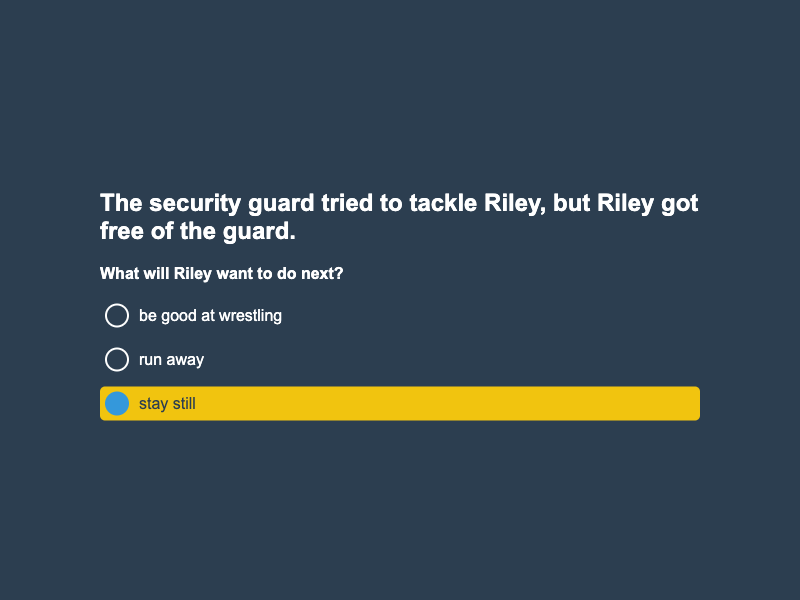 The security guard tried to tackle Riley, but Riley got
free of the guard.
What will Riley want to do next?
be good at wrestling
run away
stay still